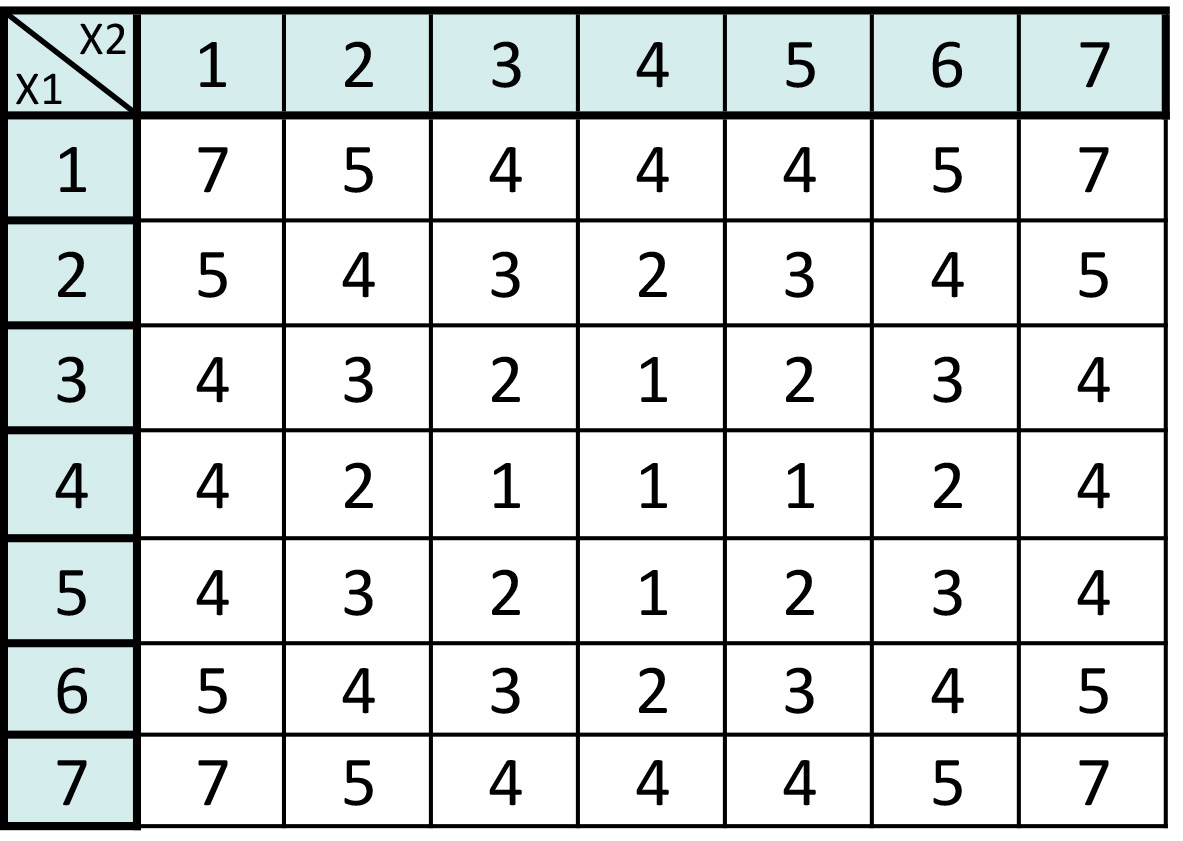 X2
X1 1 2 3 4 5 6 7
1 7 5 4 4 4 5 7
2 5 4 3 2 3 4 5
3 4 3 2 1 2 3 4
4 4 2 1 1 1 2 4
5 4 3 2 1 2 3 4
6 5 4 3 2 3 4 5
7 7 5 4 4 4 5 7